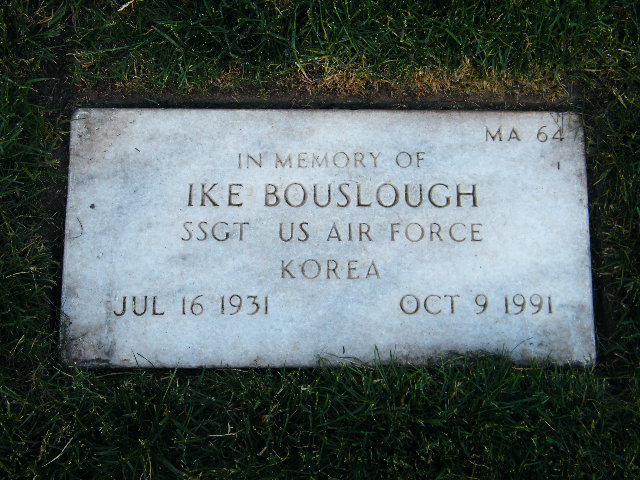 MA 64
IN MEMORY OF
IKE BOUSLOUGH
SSGT US AIR FORCE
KOREA
JUL 16 1931 OCT 9 1991